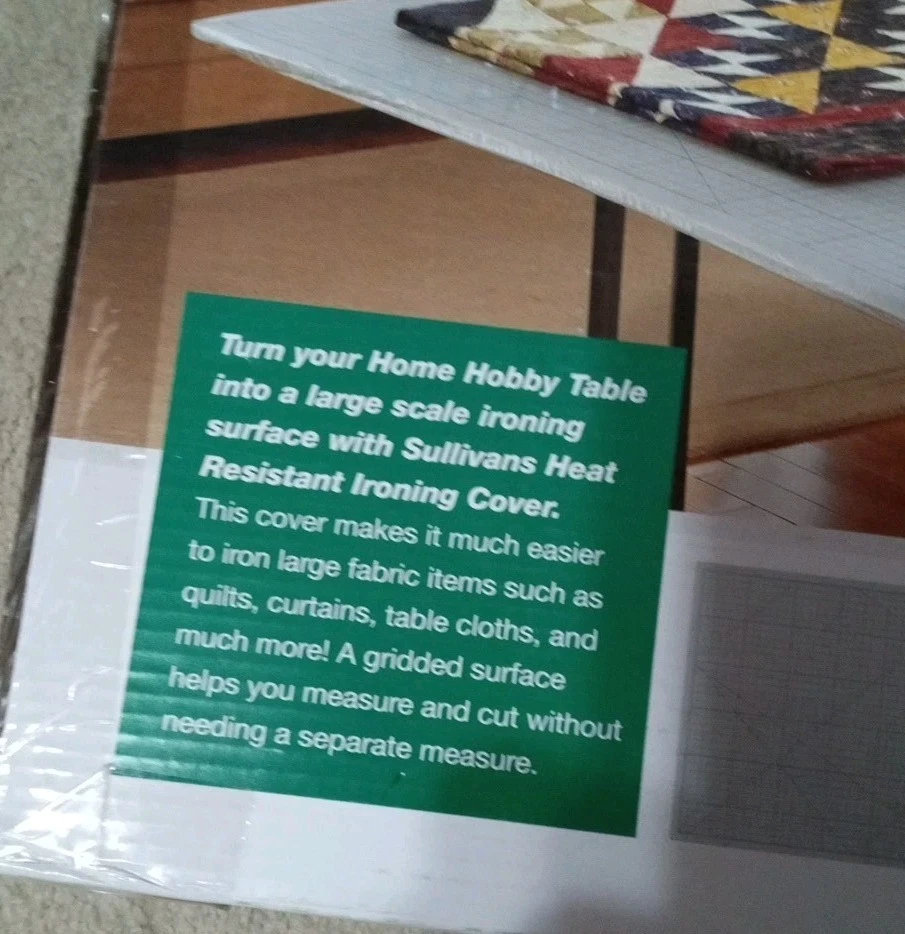 Turn your Home Hobby Table
into a large scale ironing
surface with Sullivans Heat
Resistant Ironing Cover.
This cover makes it much easier
to iron large fabric items such as
quilts, curtains, table cloths, and
much more! A gridded surface
helps you measure and cut without
needing a separate measure.